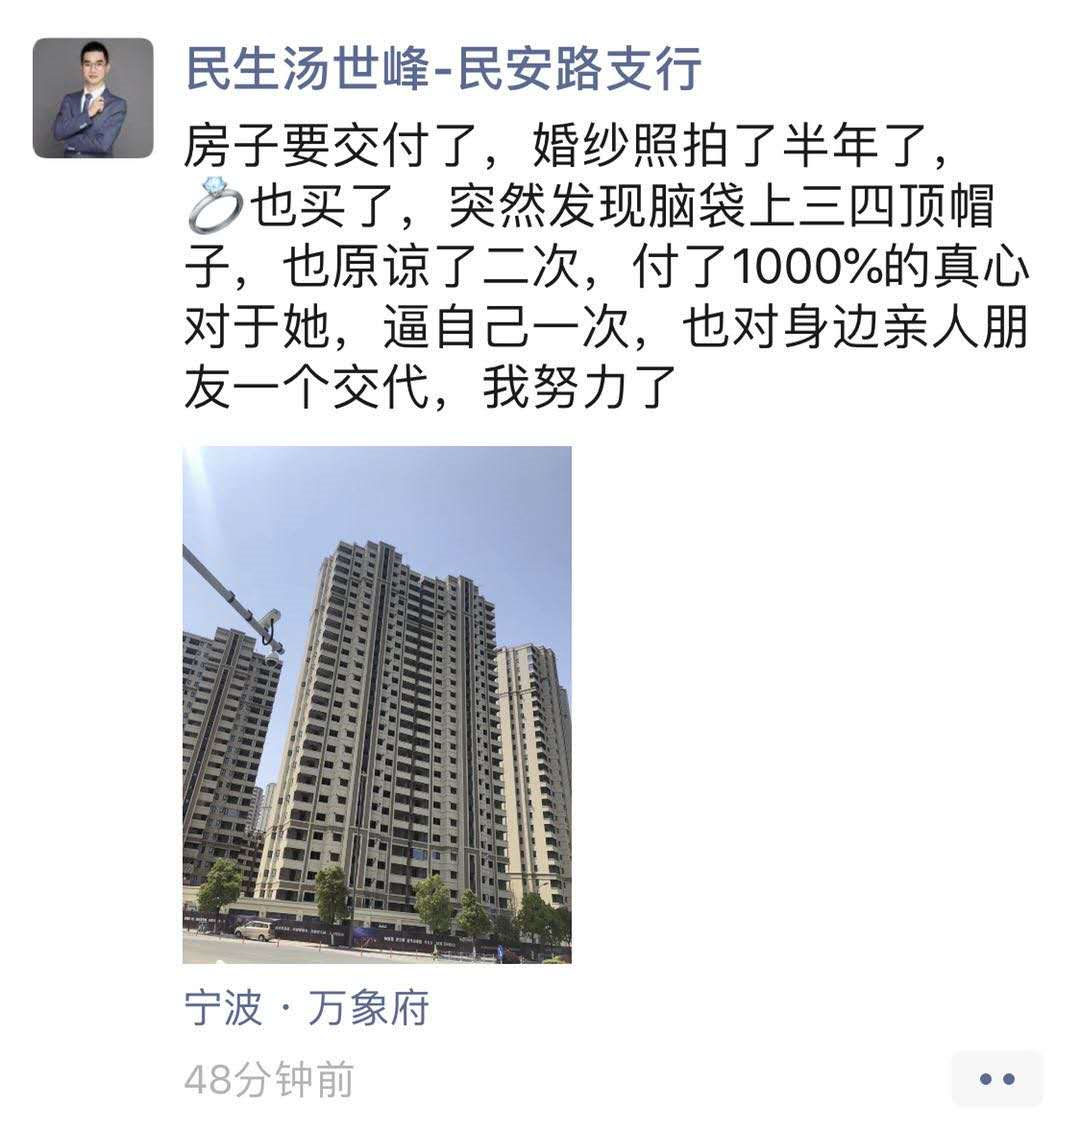 民生汤世峰-民安路支行
房子要交付了，婚纱照拍了半年了，
💍也买了，突然发现脑袋上三四顶帽
子，也原谅了二次，付了1000%的真心
对于她，逼自己一次，也对身边亲人朋
友一个交代，我努力了
宁波 · 万象府
48分钟前